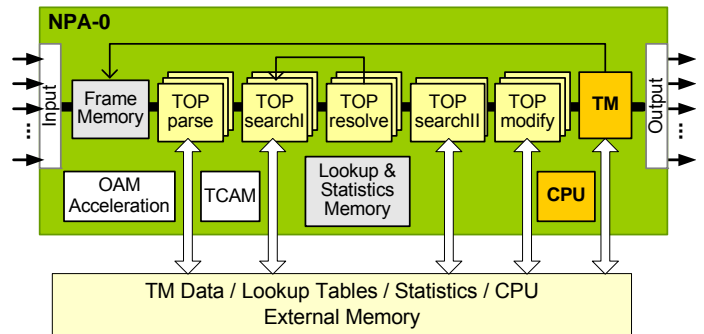 NPA-0
Input
Frame
Memory
TOP
parse
TOP
searchI
TOP
resolve
TOP
searchII
TOP
modify
TM
Output
OAM
Acceleration
TCAM
Lookup &
Statistics
Memory
CPU
TM Data / Lookup Tables / Statistics / CPU
External Memory